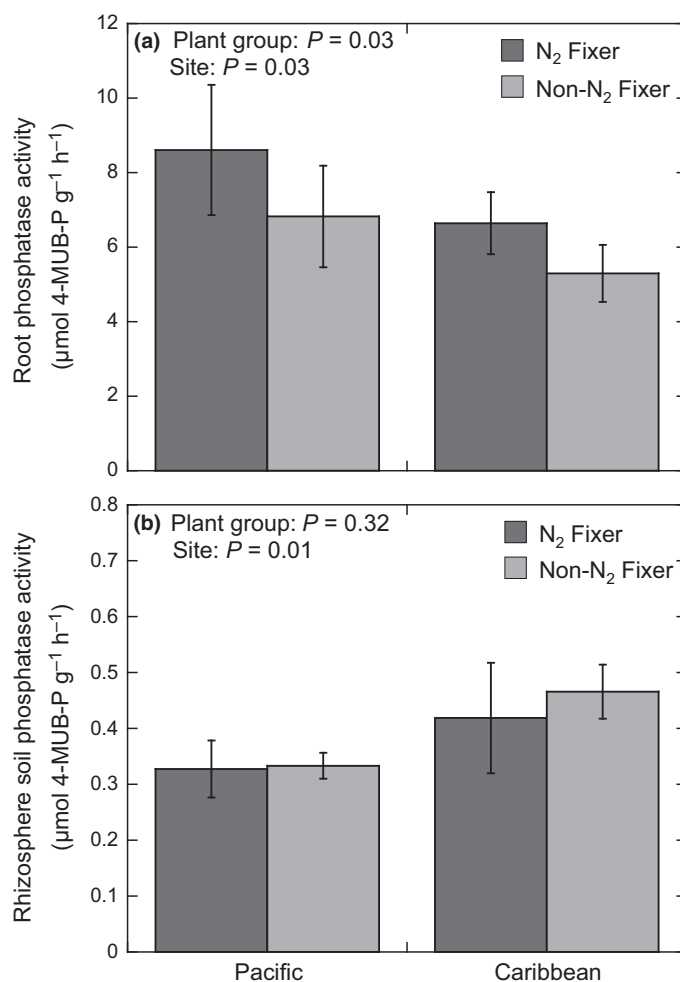 12
(a) Plant group: P = 0.03
Site: P = 0.03
N₂ Fixer
Non-N₂ Fixer
10
8
6
4
2
0
Root phosphatase activity
(µmol 4-MUB-P g⁻¹ h⁻¹)
0.8
(b) Plant group: P = 0.32
Site: P = 0.01
N₂ Fixer
Non-N₂ Fixer
0.7
0.6
0.5
0.4
0.3
0.2
0.1
0
Rhizosphere soil phosphatase activity
(µmol 4-MUB-P g⁻¹ h⁻¹)
Pacific
Caribbean